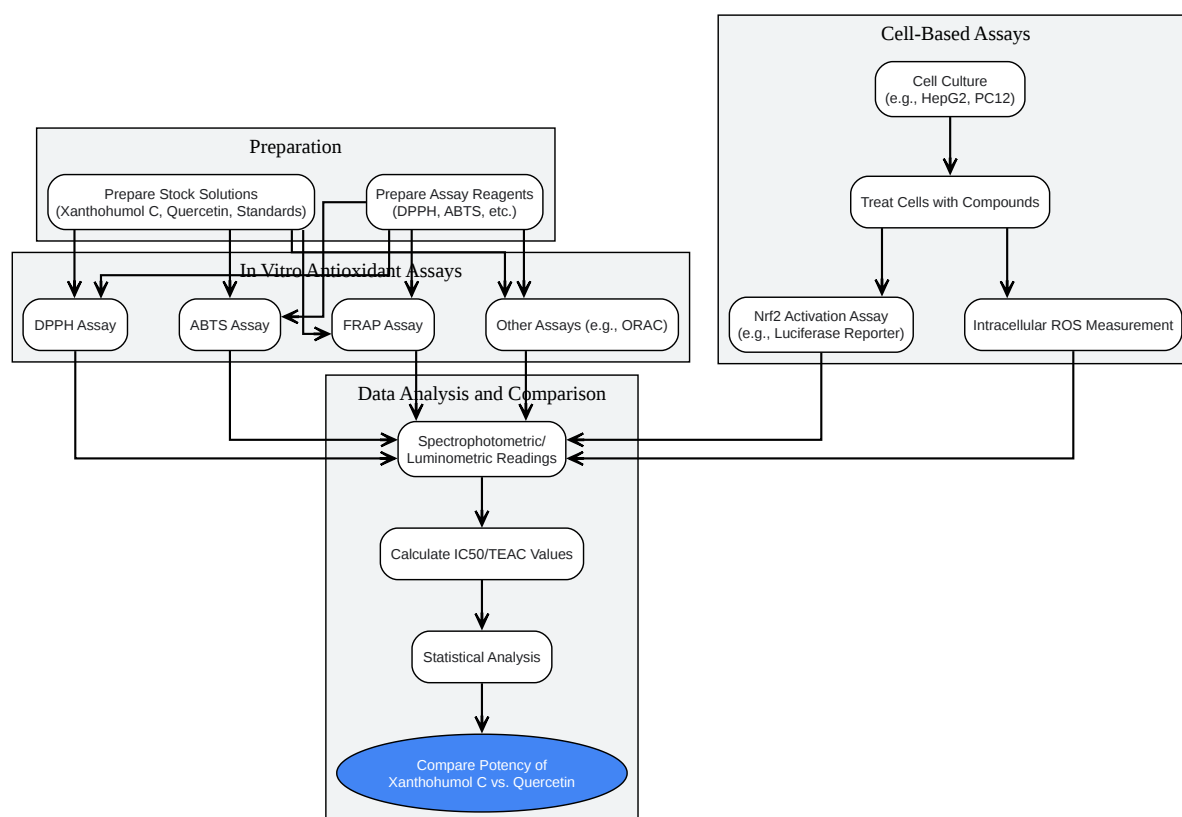 Cell-Based Assays
Cell Culture
(e.g., HepG2, PC12)
Preparation
Prepare Stock Solutions
(Xanthohumol C, Quercetin, Standards)
Prepare Assay Reagents
(DPPH, ABTS, etc.)
Treat Cells with Compounds
In Vitro Antioxidant Assays
DPPH Assay
ABTS Assay
FRAP Assay
Other Assays (e.g., ORAC)
Nrf2 Activation Assay
(e.g., Luciferase Reporter)
Intracellular ROS Measurement
Data Analysis and Comparison
Spectrophotometric/
Luminometric Readings
Calculate IC50/TEAC Values
Statistical Analysis
Compare Potency of
Xanthohumol C vs. Quercetin